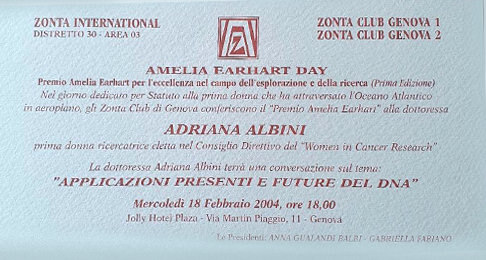 ZONTA INTERNATIONAL
DISTRETTO 30 - AREA 03
ZONTA CLUB GENOVA 1
ZONTA CLUB GENOVA 2
AMELIA EARHART DAY
Premio Amelia Earhart per l'eccellenza nel campo dell'esplorazione e della ricerca (Prima Edizione)
Nel giorno dedicato per Statuto alla prima donna che ha attraversato l'Oceano Atlantico
in aeroplano, gli Zonta Club di Genova conferiscono il "Premio Amelia Earhart" alla dottoressa
ADRIANA ALBINI
prima donna ricercatrice eletta nel Consiglio Direttivo del "Women in Cancer Research"
La dottoressa Adriana Albini terrà una conversazione sul tema:
"APPLICAZIONI PRESENTI E FUTURE DEL DNA"
Mercoledì 18 Febbraio 2004, ore 18,00
Jolly Hotel Plaza - Via Martin Piaggio, 11 - Genova
Le Presidenti: ANNA GUALANDI BALBI - GABRIELLA FABIANO